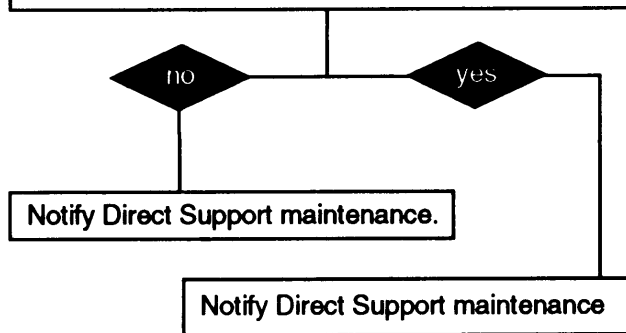 no
yes
Notify Direct Support maintenance.
Notify Direct Support maintenance